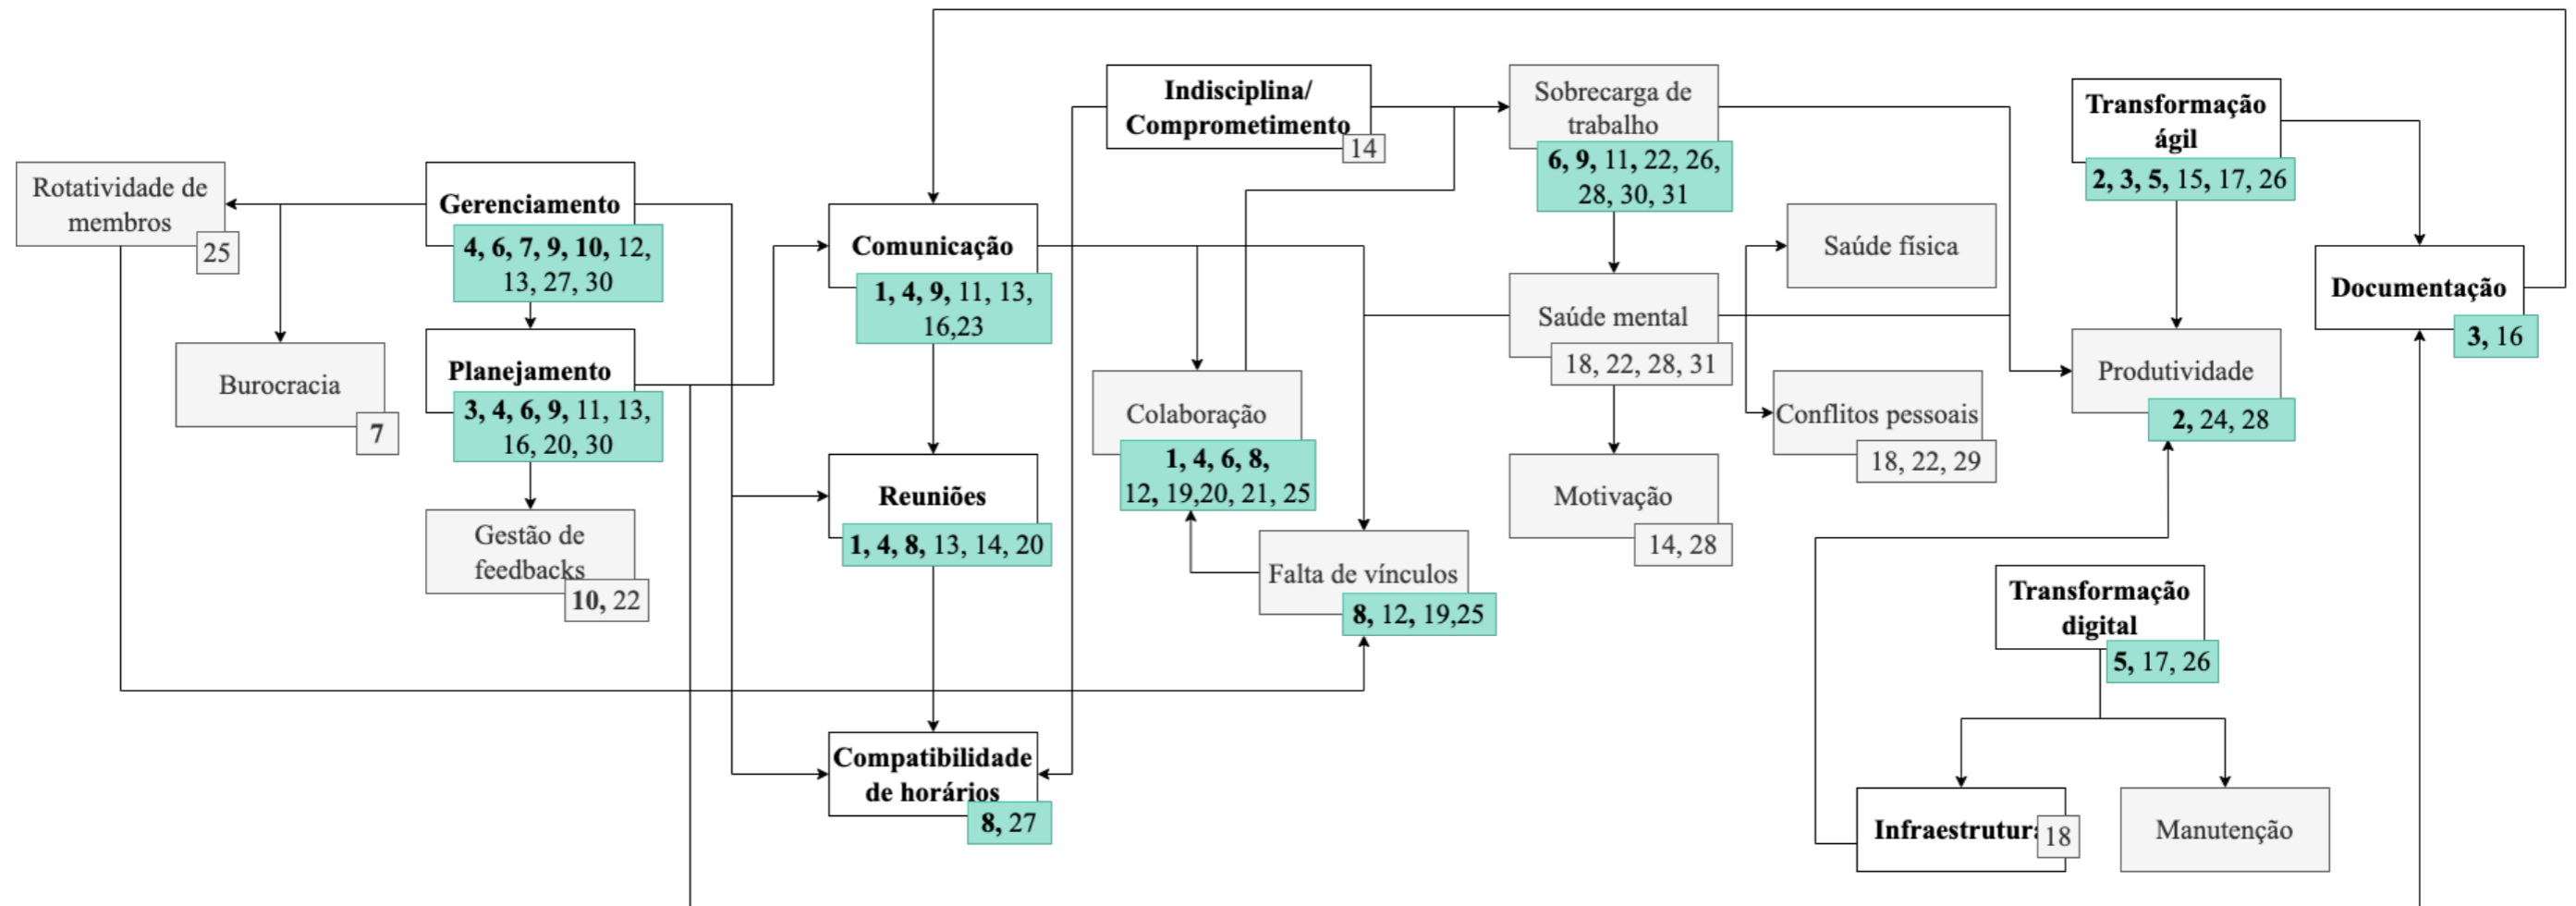 Indisciplina/
Comprometimento
14
Sobrecarga de
trabalho
6, 9, 11, 22, 26,
28, 30, 31
Transformação
ágil
2, 3, 5, 15, 17, 26
Rotatividade de
membros
25
Gerenciamento
4, 6, 7, 9, 10, 12,
13, 27, 30
Comunicação
1, 4, 9, 11, 13,
16,23
Saúde física
Documentação
3, 16
Saúde mental
18, 22, 28, 31
Burocracia
7
Planejamento
3, 4, 6, 9, 11, 13,
16, 20, 30
Colaboração
1, 4, 6, 8,
12, 19,20, 21, 25
Conflitos pessoais
18, 22, 29
Produtividade
2, 24, 28
Reuniões
1, 4, 8, 13, 14, 20
Motivação
14, 28
Gestão de
feedbacks
10, 22
Falta de vínculos
8, 12, 19,25
Transformação
digital
5, 17, 26
Compatibilidade
de horários
8, 27
Infraestrutura
18
Manutenção